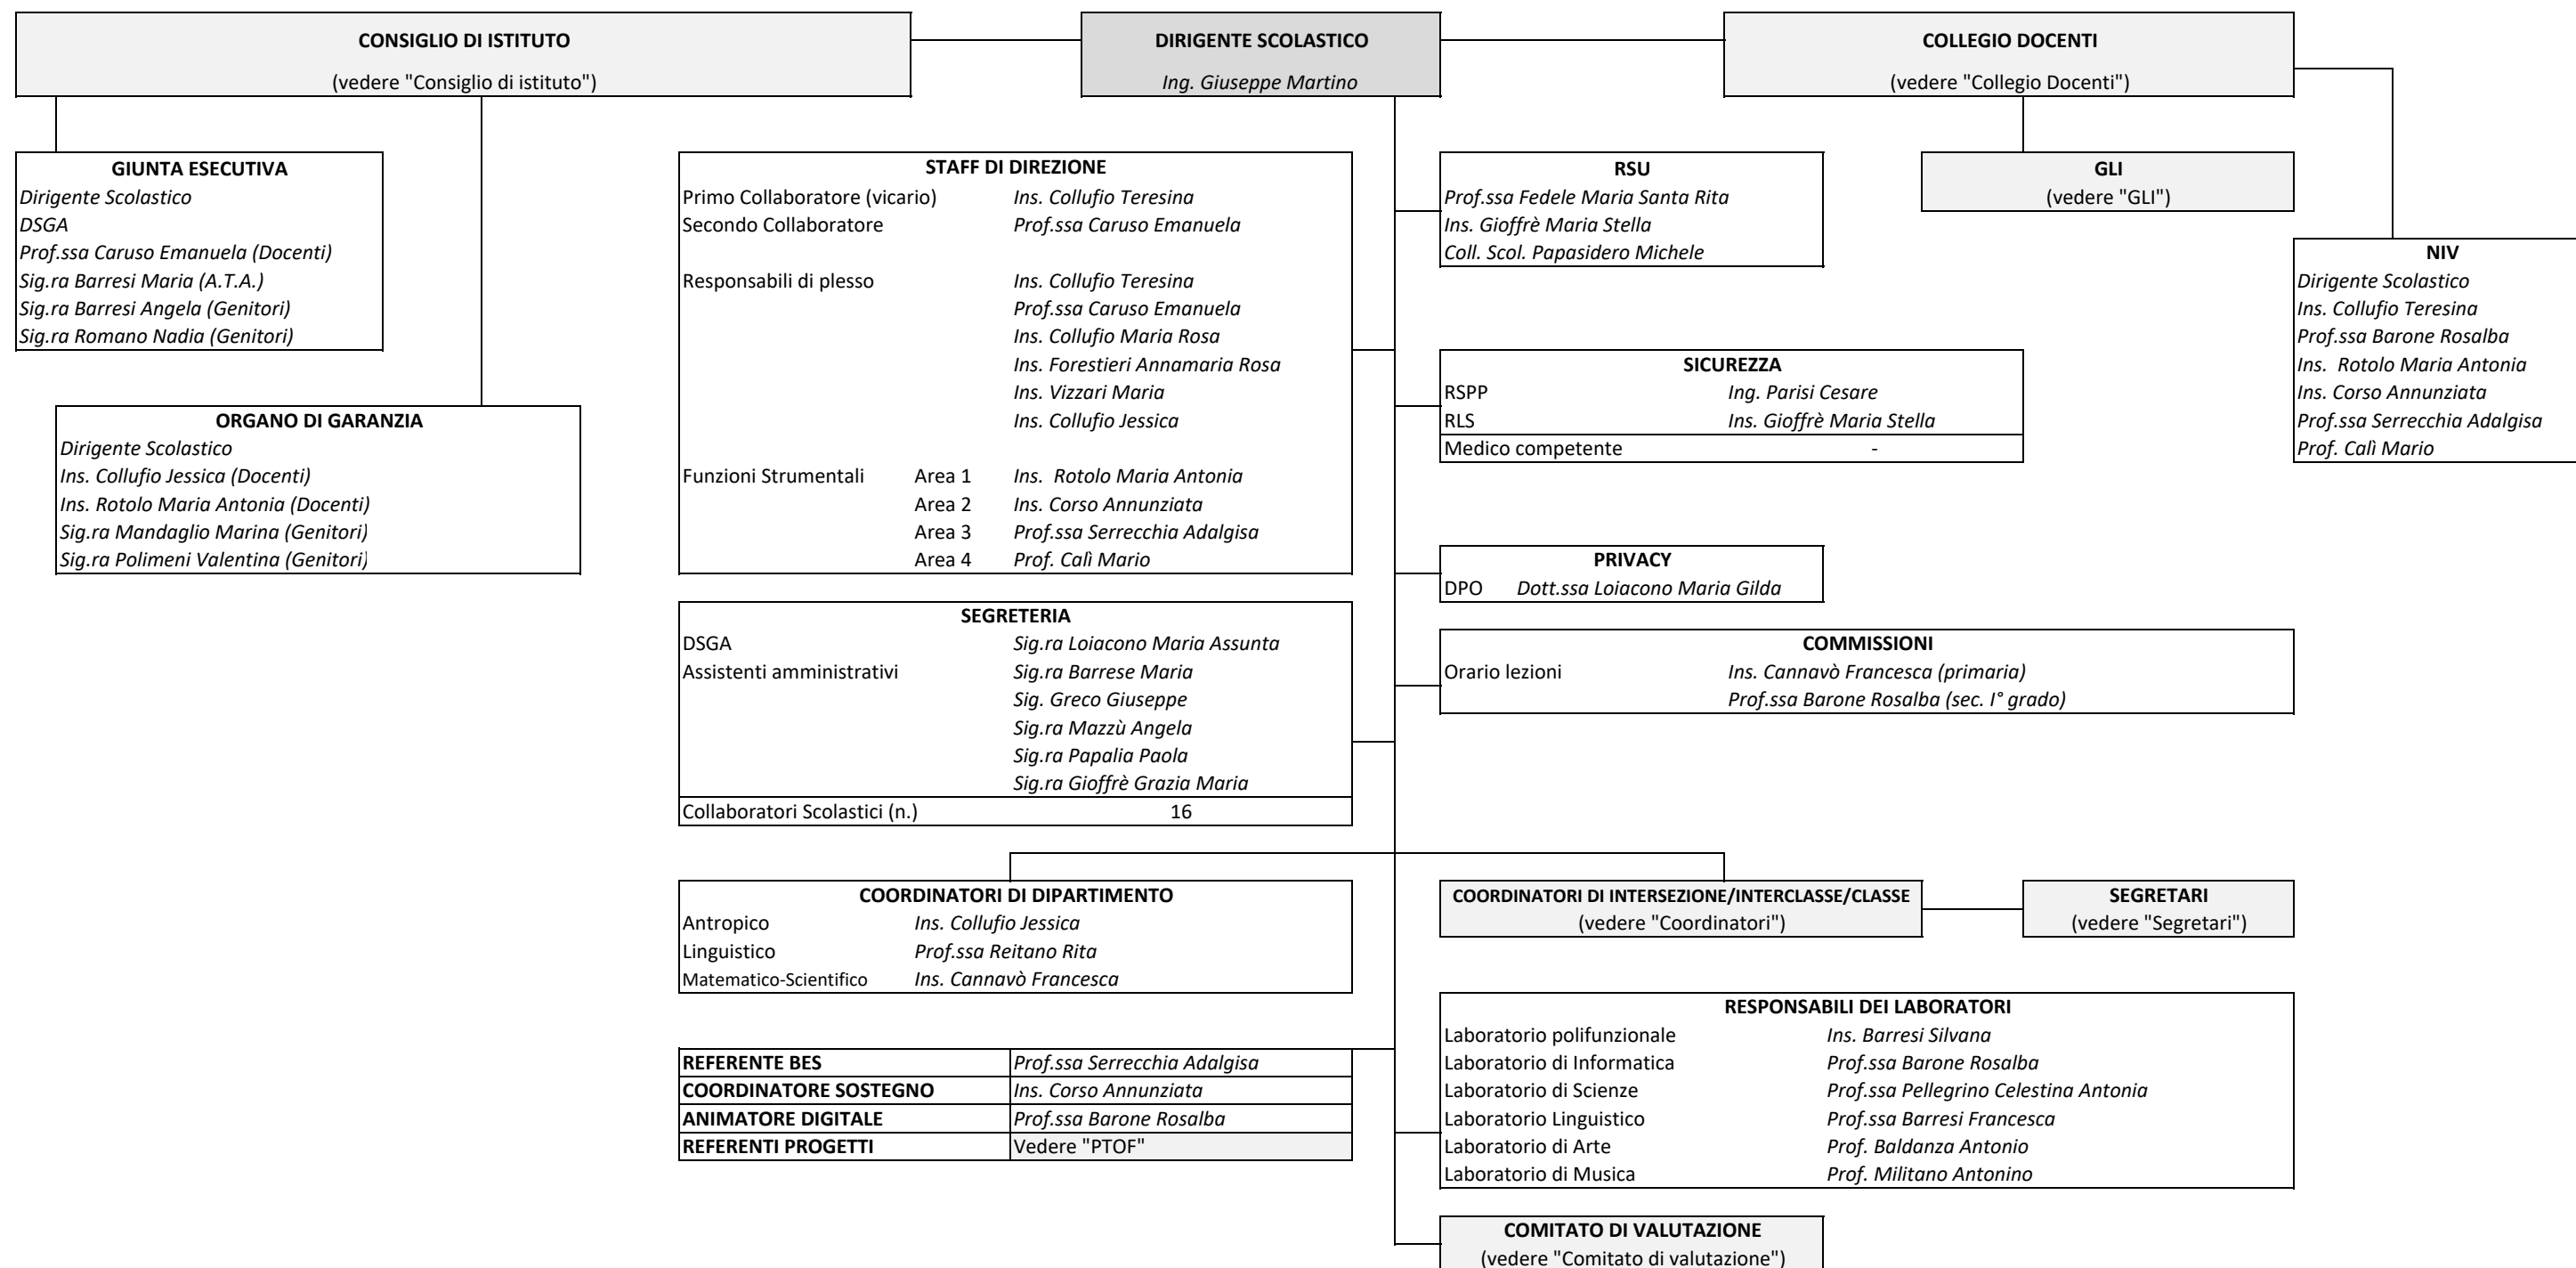 CONSIGLIO DI ISTITUTO
(vedere "Consiglio di istituto")
DIRIGENTE SCOLASTICO
Ing. Giuseppe Martino
COLLEGIO DOCENTI
(vedere "Collegio Docenti")
GIUNTA ESECUTIVA
Dirigente Scolastico
DSGA
Prof.ssa Caruso Emanuela (Docenti)
Sig.ra Barresi Maria (A.T.A.)
Sig.ra Barresi Angela (Genitori)
Sig.ra Romano Nadia (Genitori)
ORGANO DI GARANZIA
Dirigente Scolastico
Ins. Collufio Jessica (Docenti)
Ins. Rotolo Maria Antonia (Docenti)
Sig.ra Mandaglio Marina (Genitori)
Sig.ra Polimeni Valentina (Genitori)
STAFF DI DIREZIONE
Primo Collaboratore (vicario) Ins. Collufio Teresina
Secondo Collaboratore Prof.ssa Caruso Emanuela
Responsabili di plesso Ins. Collufio Teresina
Prof.ssa Caruso Emanuela
Ins. Collufio Maria Rosa
Ins. Forestieri Annamaria Rosa
Ins. Vizzari Maria
Ins. Collufio Jessica
Funzioni Strumentali Area 1 Ins. Rotolo Maria Antonia
Area 2 Ins. Corso Annunziata
Area 3 Prof.ssa Serrecchia Adalgisa
Area 4 Prof. Calì Mario
SEGRETERIA
DSGA Sig.ra Loiacono Maria Assunta
Assistenti amministrativi Sig.ra Barrese Maria
Sig. Greco Giuseppe
Sig.ra Mazzù Angela
Sig.ra Papalia Paola
Sig.ra Gioffrè Grazia Maria
Collaboratori Scolastici (n.) 16
RSU
Prof.ssa Fedele Maria Santa Rita
Ins. Gioffrè Maria Stella
Coll. Scol. Papasidero Michele
GLI
(vedere "GLI")
NIV
Dirigente Scolastico
Ins. Collufio Teresina
Prof.ssa Barone Rosalba
Ins. Rotolo Maria Antonia
Ins. Corso Annunziata
Prof.ssa Serrecchia Adalgisa
Prof. Calì Mario
SICUREZZA
RSPP Ing. Parisi Cesare
RLS Ins. Gioffrè Maria Stella
Medico competente -
PRIVACY
DPO Dott.ssa Loiacono Maria Gilda
COMMISSIONI
Orario lezioni Ins. Cannavò Francesca (primaria)
Prof.ssa Barone Rosalba (sec. I° grado)
COORDINATORI DI DIPARTIMENTO
Antropico Ins. Collufio Jessica
Linguistico Prof.ssa Reitano Rita
Matematico-Scientifico Ins. Cannavò Francesca
COORDINATORI DI INTERSEZIONE/INTERCLASSE/CLASSE
(vedere "Coordinatori")
SEGRETARI
(vedere "Segretari")
REFERENTE BES Prof.ssa Serrecchia Adalgisa
COORDINATORE SOSTEGNO Ins. Corso Annunziata
ANIMATORE DIGITALE Prof.ssa Barone Rosalba
REFERENTI PROGETTI Vedere "PTOF"
RESPONSABILI DEI LABORATORI
Laboratorio polifunzionale Ins. Barresi Silvana
Laboratorio di Informatica Prof.ssa Barone Rosalba
Laboratorio di Scienze Prof.ssa Pellegrino Celestina Antonia
Laboratorio Linguistico Prof.ssa Barresi Francesca
Laboratorio di Arte Prof. Baldanza Antonio
Laboratorio di Musica Prof. Militano Antonino
COMITATO DI VALUTAZIONE
(vedere "Comitato di valutazione")